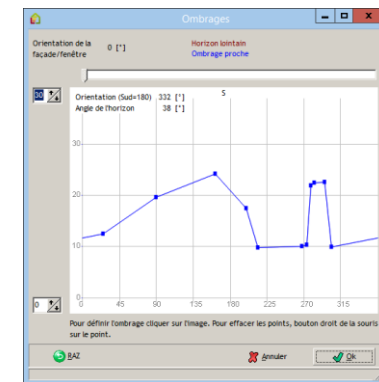 Ombrages
Orientation de la façade/fenêtre 0 [°]
Horizon lointain
Ombrage proche
30
Orientation (Sud=180) 332 [°]
S
Angle de l'horizon 38 [°]
30
20
10
0
0 45 90 135 180 225 270 315
0
Pour définir l'ombrage cliquer sur l'image. Pour effacer les points, bouton droit de la souris
sur le point.
RAZ
Annuler
Ok